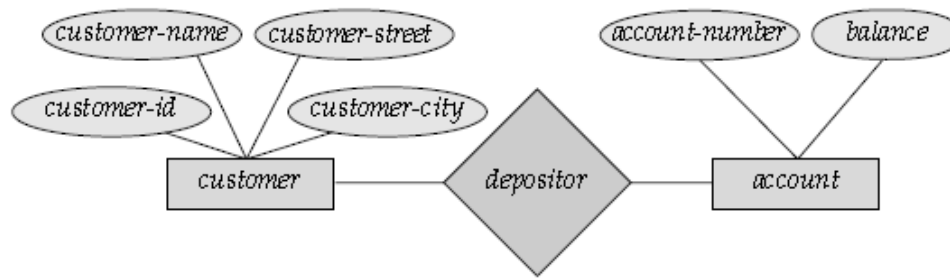 customer-name
customer-street
account-number
balance
customer-id
customer-city
customer
depositor
account